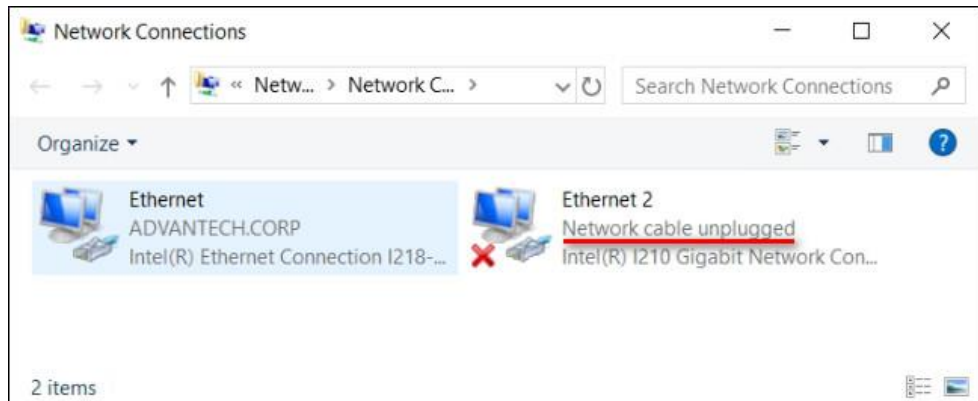 Network Connections
« Netw... > Network C... >
Search Network Connections
Organize
Ethernet
ADVANTECH.CORP
Intel(R) Ethernet Connection I218-...
Ethernet 2
Network cable unplugged
Intel(R) I210 Gigabit Network Con...
2 items